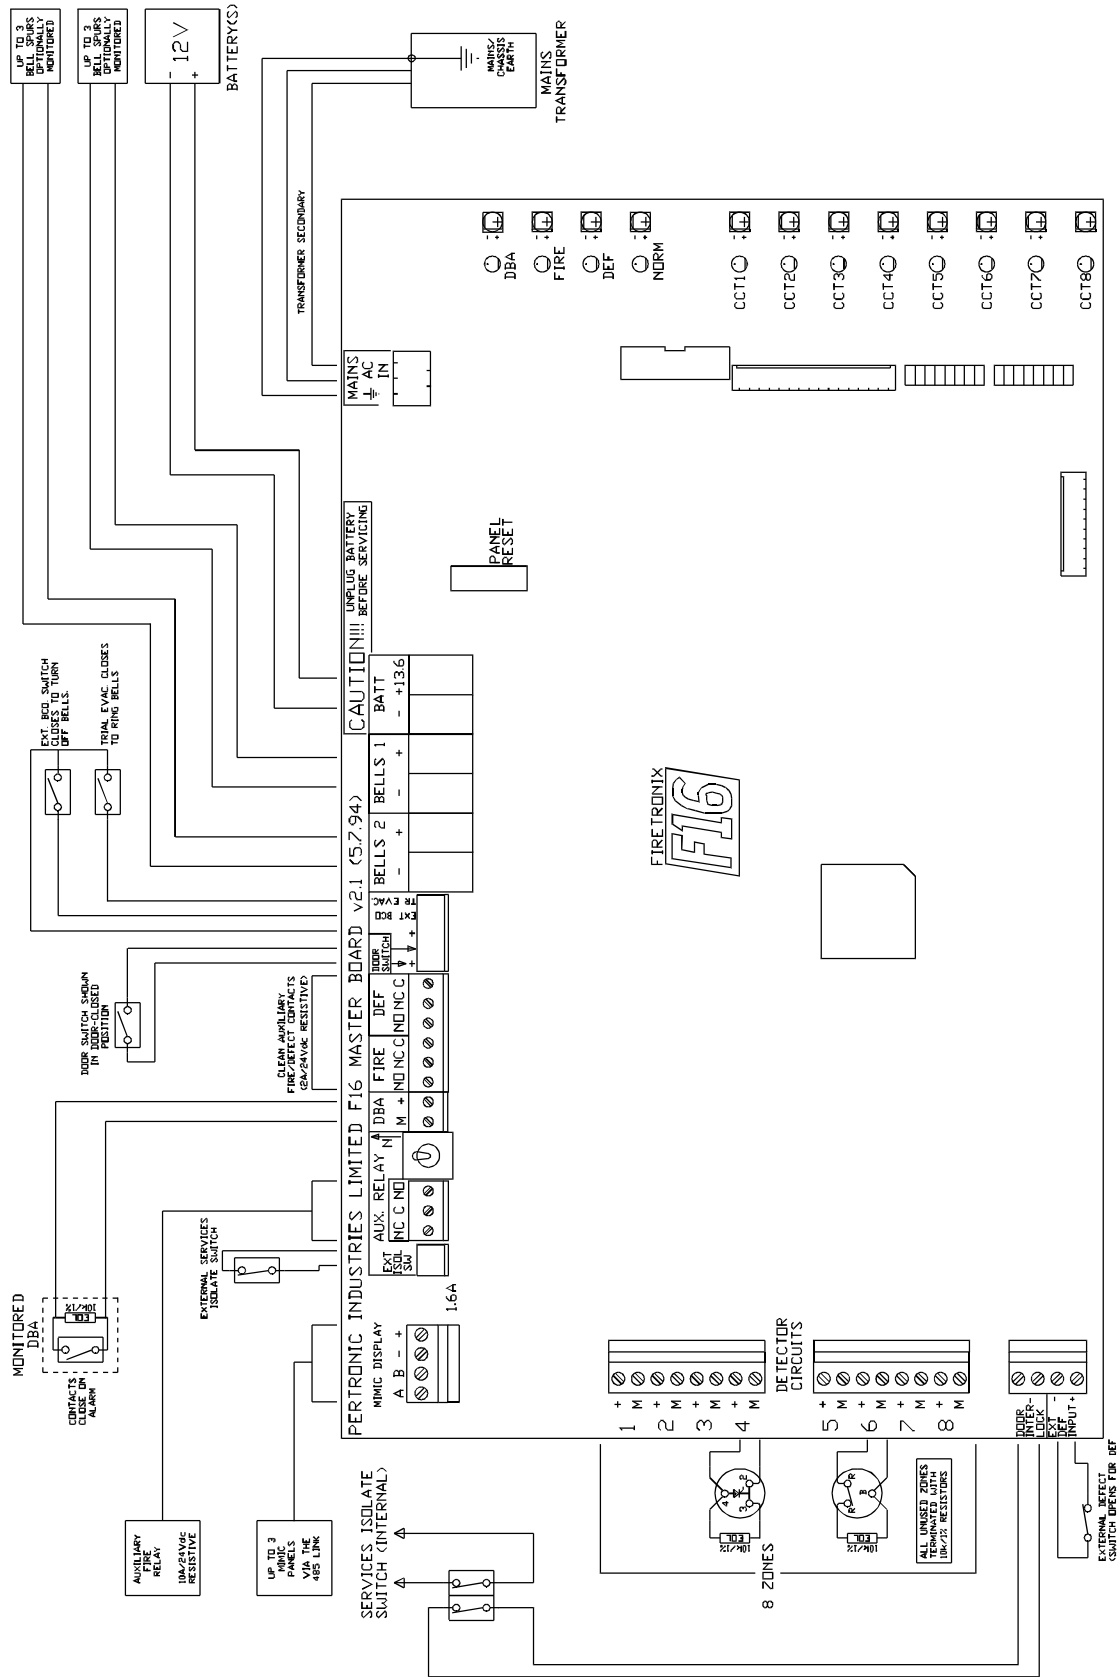 MONITORED
DBA
CONTACTS
CLOSE ON
ALARM
EOL
10k/1%
DOOR SWITCH SHOWN
IN DOOR-CLOSED
POSITION
EXT. BCO. SWITCH
CLOSES TO TURN
OFF BELLS.
TRIAL EVAC. CLOSES
TO RING BELLS
UP TO 3
BELL SPURS
OPTIONALLY
MONITORED
UP TO 3
BELL SPURS
OPTIONALLY
MONITORED
12V
- +
BATTERY(S)
MAINS/
CHASSIS
EARTH
MAINS
TRANSFORMER
TRANSFORMER SECONDARY
AUXILIARY
FIRE
RELAY
10A/24Vdc
RESISTIVE
UP TO 3
MIMIC
PANELS
VIA THE
485 LINK
EXTERNAL SERVICES
ISOLATE SWITCH
CLEAN AUXILIARY
FIRE/DEFECT CONTACTS
(2A/24Vdc RESISTIVE)
SERVICES ISOLATE
SWITCH (INTERNAL)
PERTRONIC INDUSTRIES LIMITED F16 MASTER BOARD v2.1 (5.7.94)
CAUTION!!! UNPLUG BATTERY
BEFORE SERVICING
MAINS
AC
IN
MIMIC DISPLAY
A B - +
1.6A
EXT
ISOL
SW
AUX. RELAY
NC C NO
N
DBA
M +
FIRE
NO NC C
DEF
NO NC C
DOOR
SWITCH
+ +
EXT BCO
TR EVAC.
BELLS 2
- +
BELLS 1
- +
BATT
- +13.6
PANEL
RESET
DBA
- +
FIRE
- +
DEF
- +
NORM
- +
CCT1
- +
CCT2
- +
CCT3
- +
CCT4
- +
CCT5
- +
CCT6
- +
CCT7
- +
CCT8
- +
FIRETRONIX
F16
DETECTOR
CIRCUITS
1 + M
2 + M
3 + M
4 + M
5 + M
6 + M
7 + M
8 + M
DOOR
INTER-
LOCK
EXT -
DEF
INPUT +
4 2 3
EOL
10k/1%
R R B
EOL
10k/1%
ALL UNUSED ZONES
TERMINATED WITH
10k/1% RESISTORS
8 ZONES
EXTERNAL DEFECT
(SWITCH OPENS FOR DEF